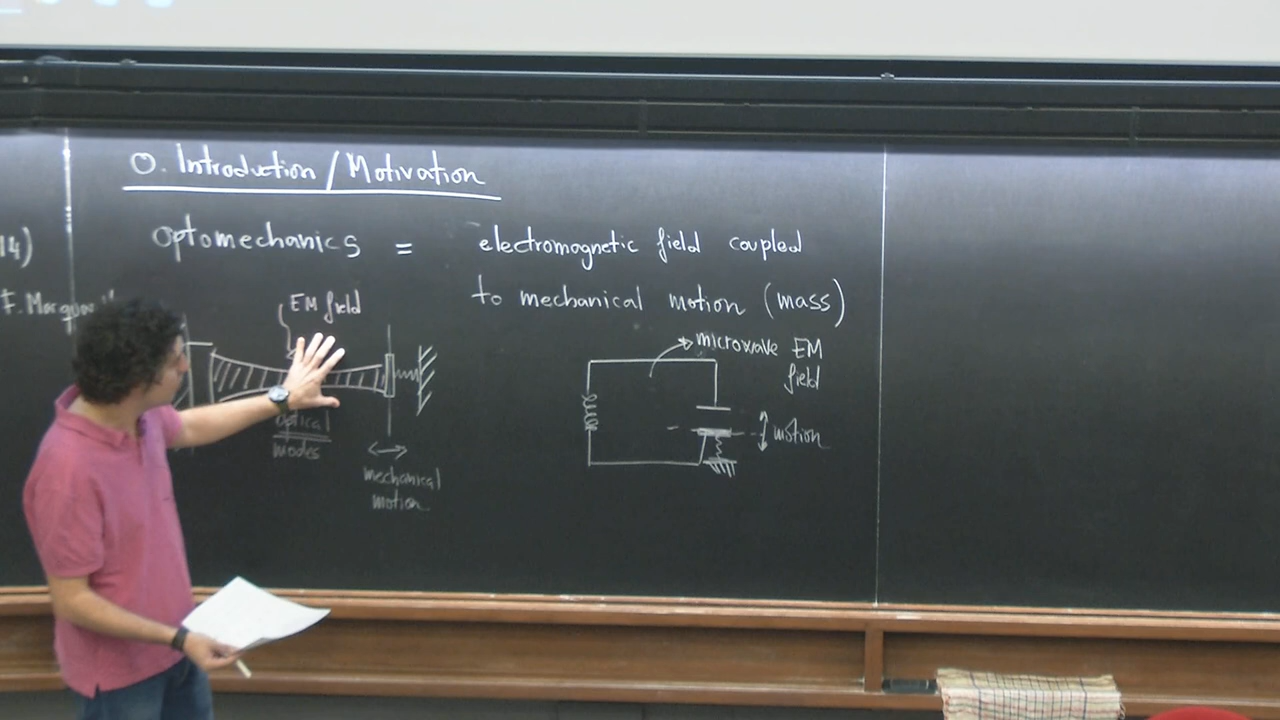 0. Introduction / Motivation
14)
optomechanics = electromagnetic field coupled
to mechanical motion (mass)
EM field
optical
modes
mechanical
motion
microwave EM
field
motion